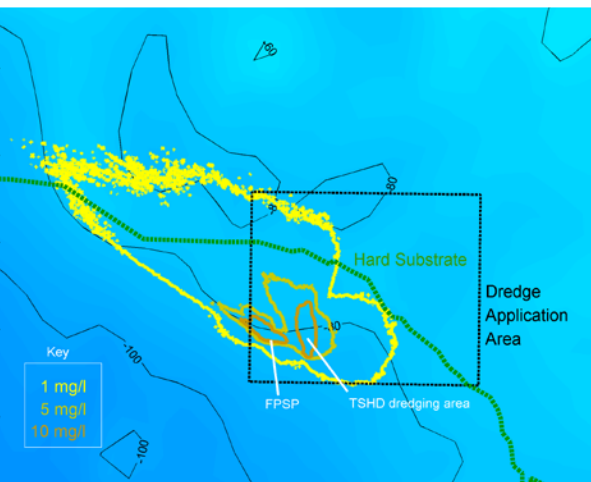 -60
-80
-80
Hard Substrate
Dredge
Application
Area
Key
1 mg/l
5 mg/l
10 mg/l
-100
FPSP
TSHD dredging area
-100